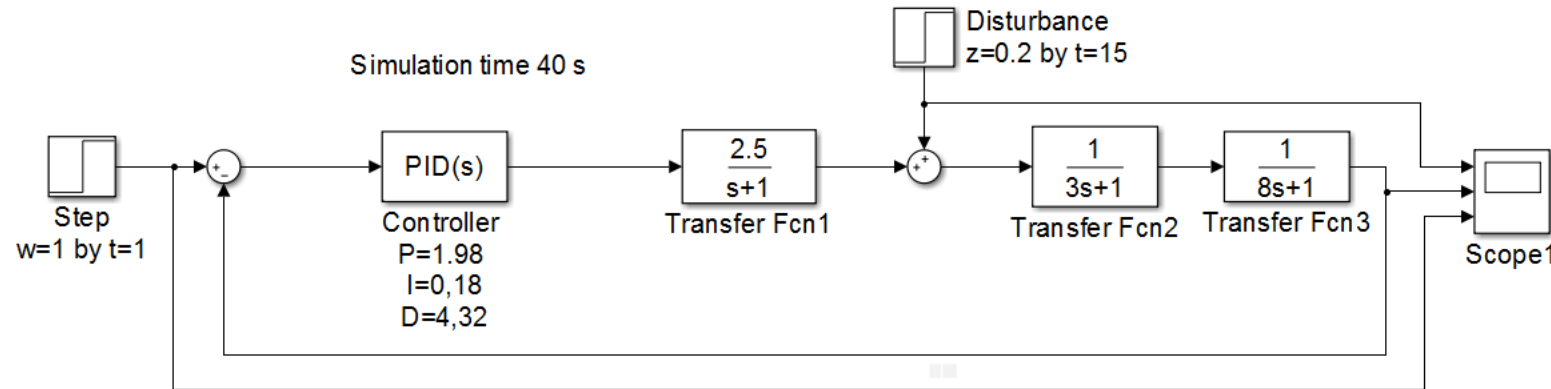 Disturbance
z=0.2 by t=15
Simulation time 40 s
PID(s)
2.5
s+1
1
3s+1
1
8s+1
Step
w=1 by t=1
Controller
P=1.98
I=0,18
D=4,32
Transfer Fcn1
Transfer Fcn2
Transfer Fcn3
Scope1